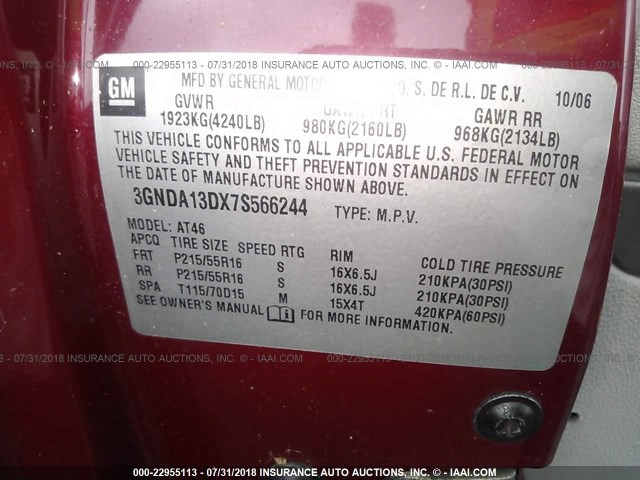 000-22955113 - 07/31/2018 - INSURANCE AUTO AUCTIONS, INC. © - IAAI.COM
GM
MFD BY GENERAL MOTOR O. S. DE R.L. DE C.V. 10/06
GVWR GAWR FRT GAWR RR
1923KG(4240LB) 980KG(2160LB) 968KG(2134LB)
THIS VEHICLE CONFORMS TO ALL APPLICABLE U.S. FEDERAL MOTOR
VEHICLE SAFETY AND THEFT PREVENTION STANDARDS IN EFFECT ON
THE DATE OF MANUFACTURE SHOWN ABOVE.
3GNDA13DX7S566244 TYPE: M.P.V.
MODEL: AT46
APCQ TIRE SIZE SPEED RTG RIM COLD TIRE PRESSURE
FRT P215/55R16 S 16X6.5J 210KPA(30PSI)
RR P215/55R16 S 16X6.5J 210KPA(30PSI)
SPA T115/70D15 M 15X4T 420KPA(60PSI)
SEE OWNER'S MANUAL FOR MORE INFORMATION.
07/31/2018 - INSURANCE AUTO AUCTIONS, INC. © - IAAI.COM
000-22955113 - 07/31/2018 - INSURANCE AUTO AUCTIONS, INC. © - IAAI.COM